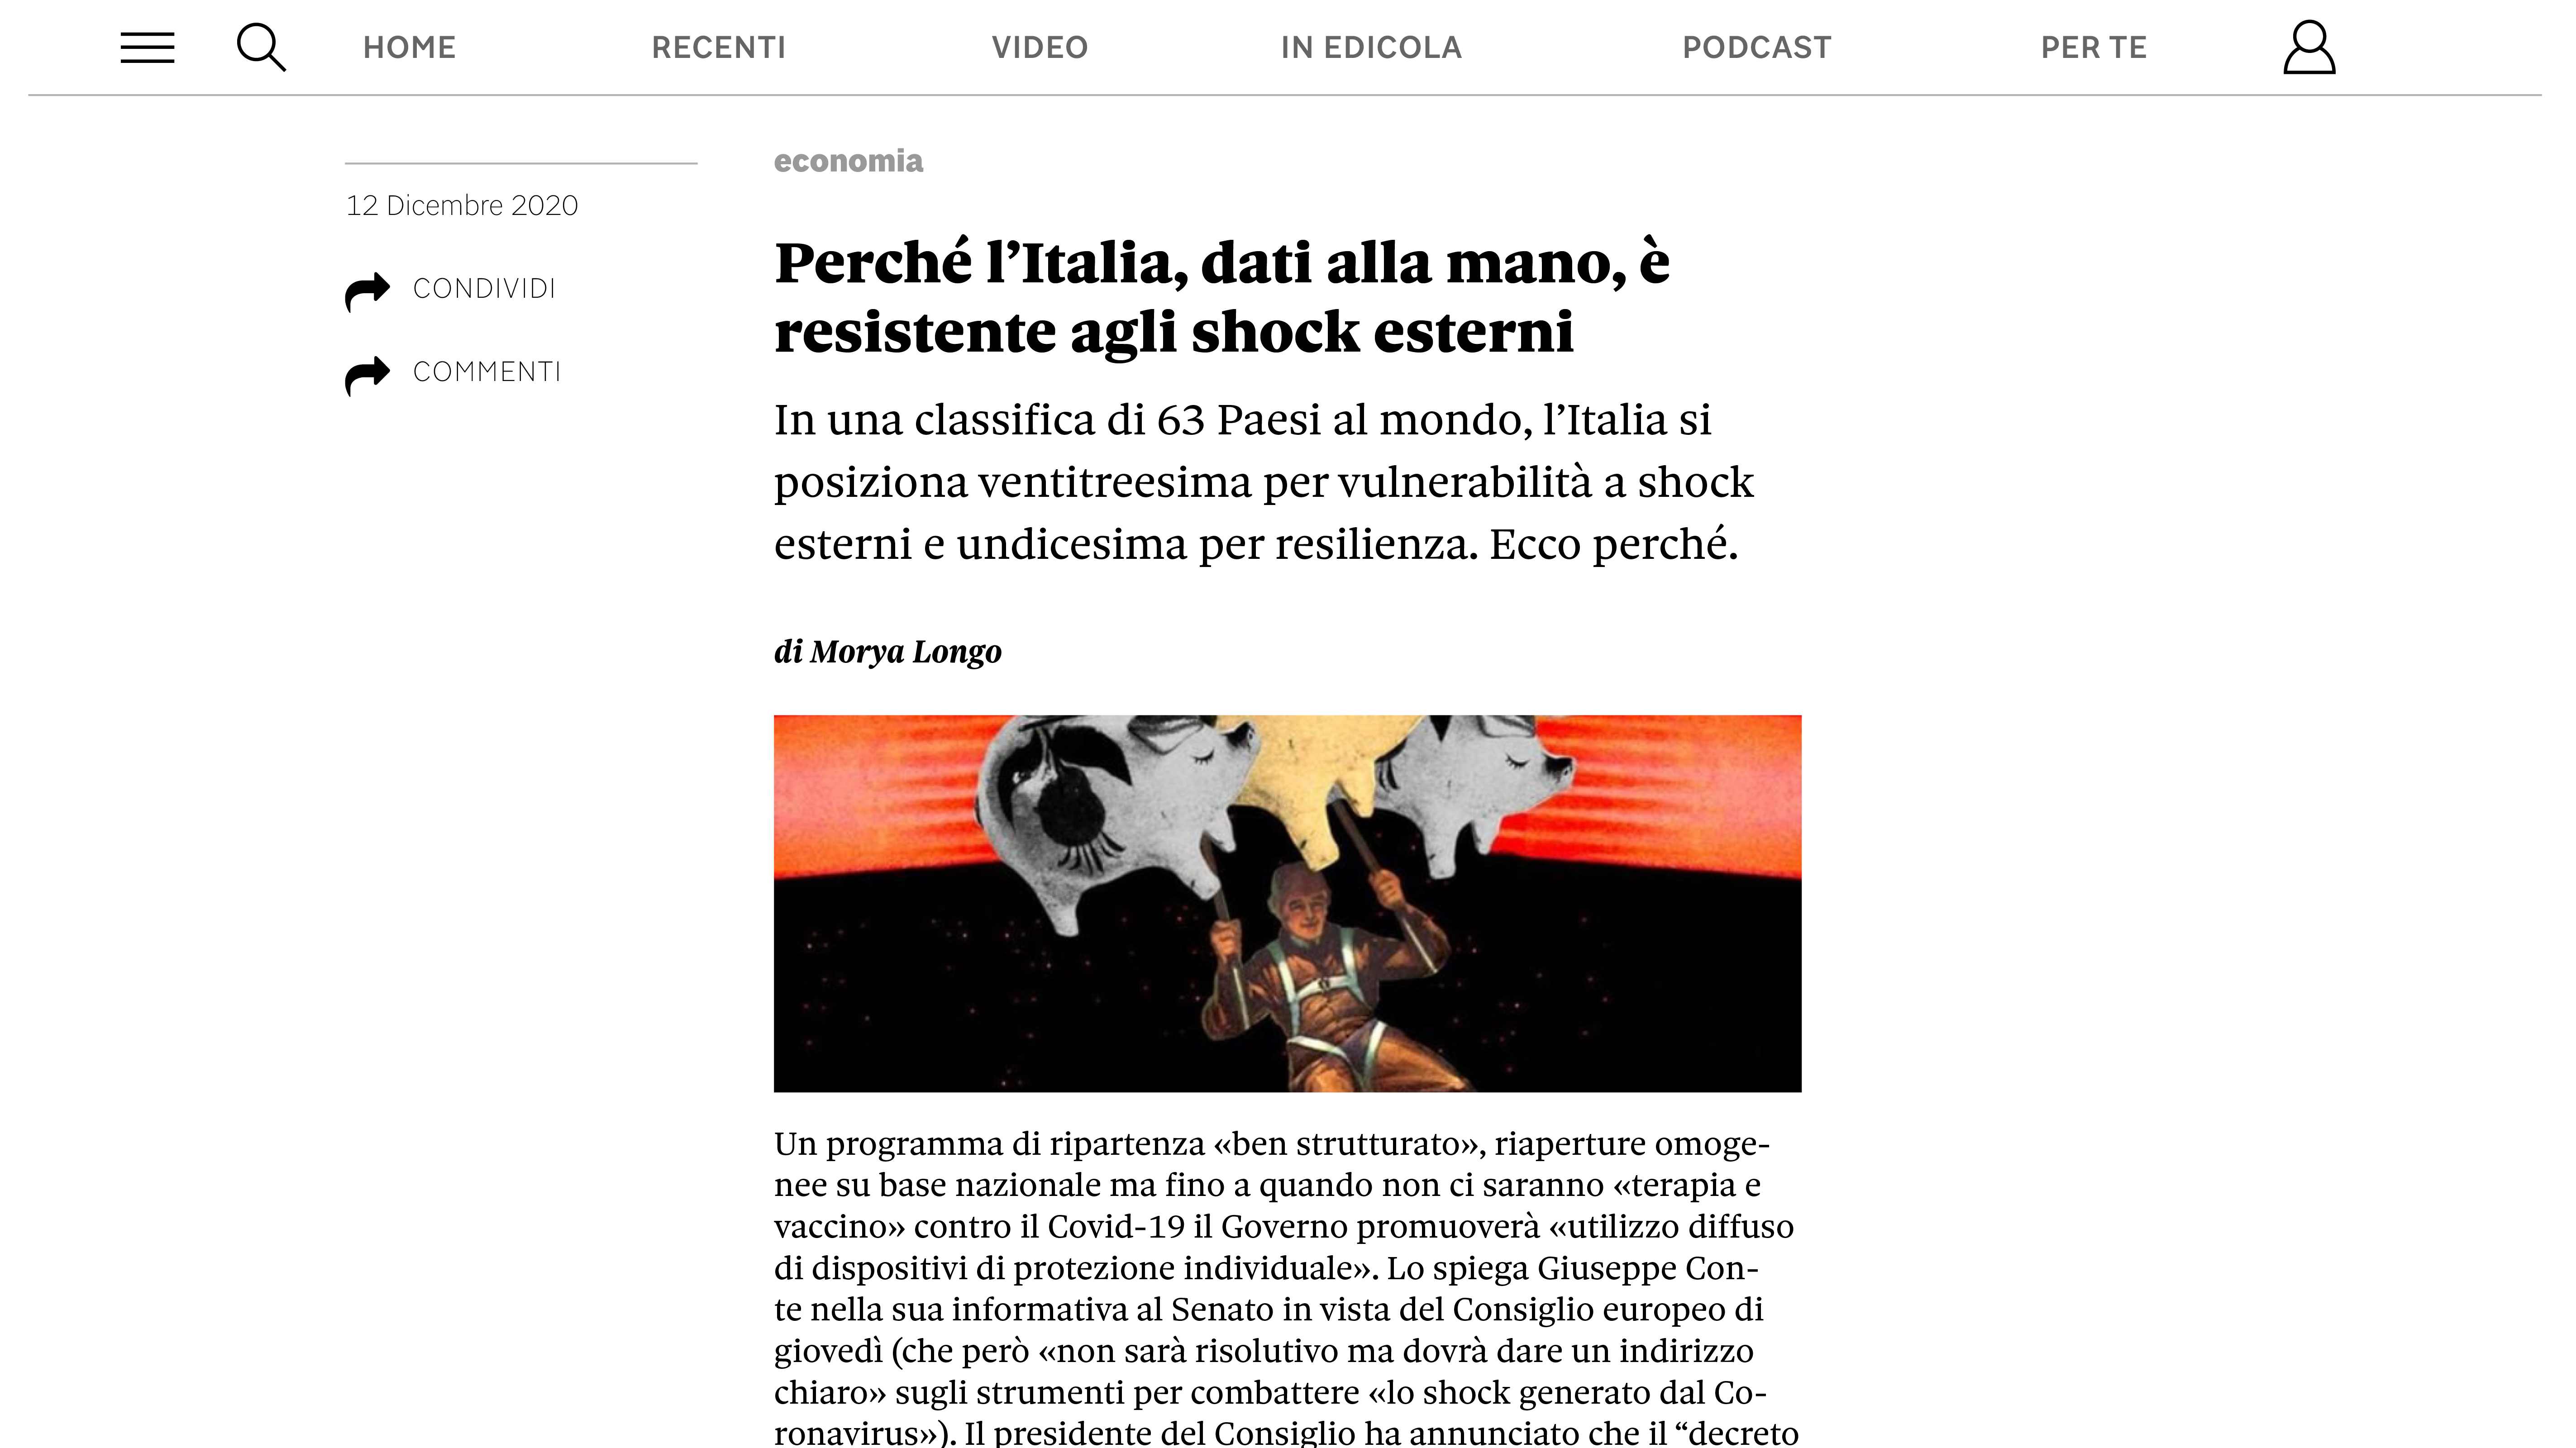 HOME RECENTI VIDEO IN EDICOLA PODCAST PER TE
12 Dicembre 2020
CONDIVIDI
COMMENTI
economia
Perché l’Italia, dati alla mano, è
resistente agli shock esterni
In una classifica di 63 Paesi al mondo, l’Italia si
posiziona ventitreesima per vulnerabilità a shock
esterni e undicesima per resilienza. Ecco perché.
di Morya Longo
Un programma di ripartenza «ben strutturato», riaperture omoge-
nee su base nazionale ma fino a quando non ci saranno «terapia e
vaccino» contro il Covid-19 il Governo promuoverà «utilizzo diffuso
di dispositivi di protezione individuale». Lo spiega Giuseppe Con-
te nella sua informativa al Senato in vista del Consiglio europeo di
giovedì (che però «non sarà risolutivo ma dovrà dare un indirizzo
chiaro» sugli strumenti per combattere «lo shock generato dal Co-
ronavirus»). Il presidente del Consiglio ha annunciato che il “decreto